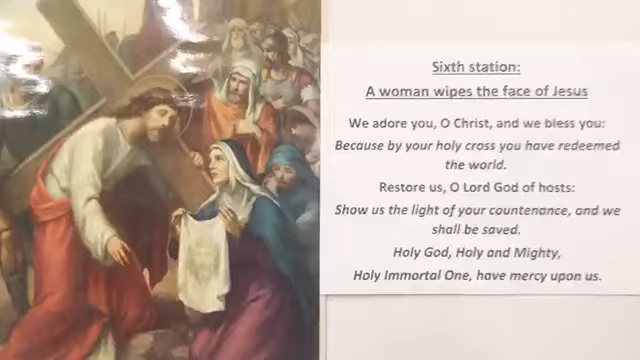 Sixth station:
A woman wipes the face of Jesus
We adore you, O Christ, and we bless you:
Because by your holy cross you have redeemed
the world.
Restore us, O Lord God of hosts:
Show us the light of your countenance, and we
shall be saved.
Holy God, Holy and Mighty,
Holy Immortal One, have mercy upon us.